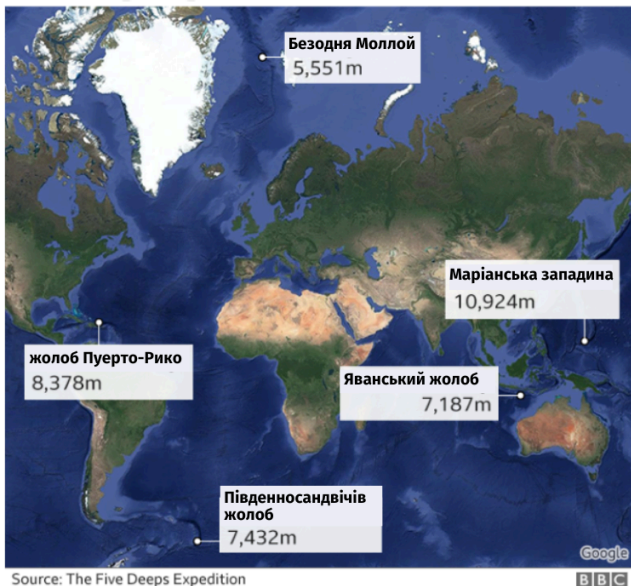 Безодня Моллой
5,551m
Маріанська западина
10,924m
жолоб Пуерто-Рико
8,378m
Яванський жолоб
7,187m
Південносандвічів
жолоб
7,432m
Google
Source: The Five Deeps Expedition
BBC